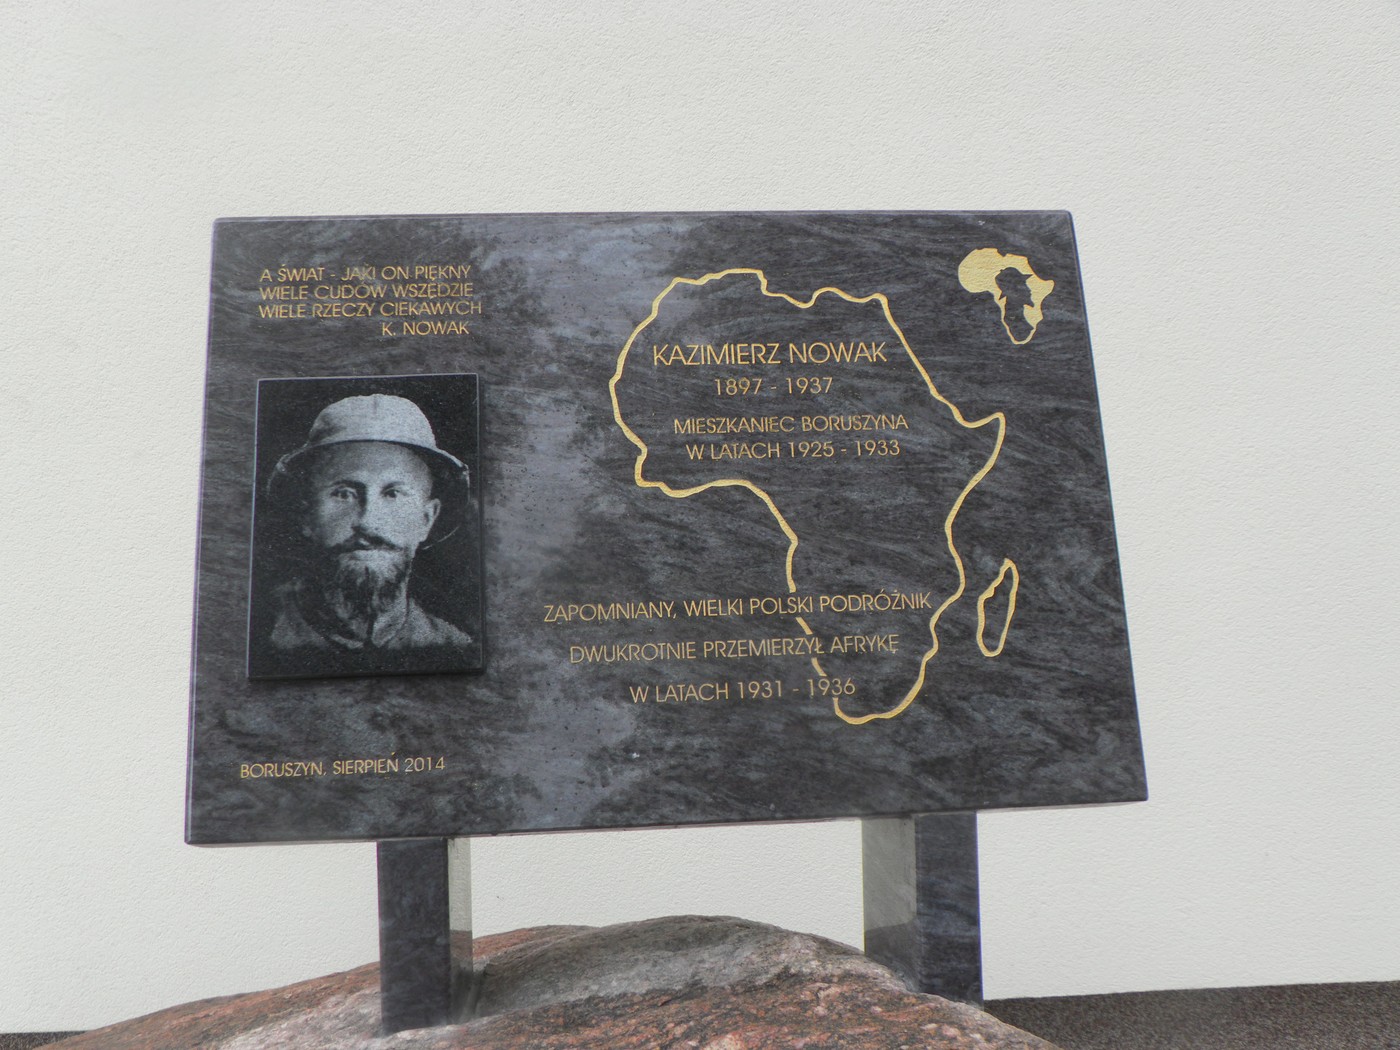 A ŚWIAT - JAKI ON PIĘKNY
WIELE CUDÓW WSZĘDZIE
WIELE RZECZY CIEKAWYCH
K. NOWAK
KAZIMIERZ NOWAK
1897 - 1937
MIESZKANIEC BORUSZYNA
W LATACH 1925 - 1933
ZAPOMNIANY, WIELKI POLSKI PODRÓŻNIK
DWUKROTNIE PRZEMIERZYŁ AFRYKĘ
W LATACH 1931 - 1936
BORUSZYN, SIERPIEŃ 2014